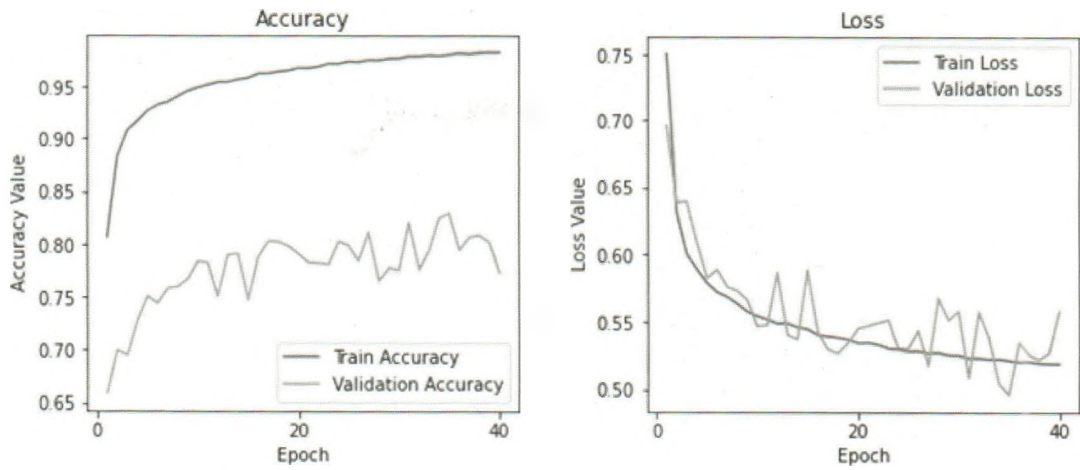 Accuracy
Accuracy Value
0.95
0.90
0.85
0.80
0.75
0.70
0.65
Train Accuracy
Validation Accuracy
0
20
40
Epoch
Loss
Loss Value
0.75
0.70
0.65
0.60
0.55
0.50
Train Loss
Validation Loss
0
20
40
Epoch